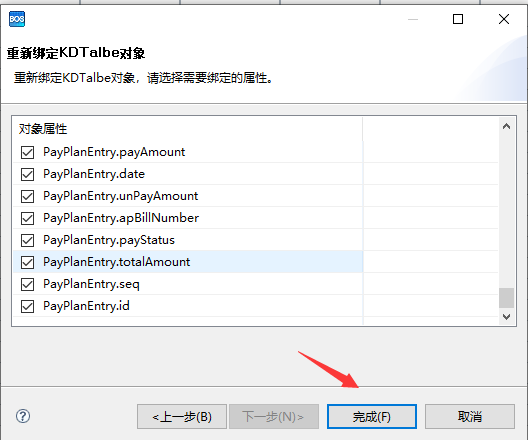 BOS
重新绑定KDTalbe对象
重新绑定KDTalbe对象，请选择需要绑定的属性。
对象属性
PayPlanEntry.payAmount
PayPlanEntry.date
PayPlanEntry.unPayAmount
PayPlanEntry.apBillNumber
PayPlanEntry.payStatus
PayPlanEntry.totalAmount
PayPlanEntry.seq
PayPlanEntry.id
? <上一步(B) 下一步(N)> 完成(F) 取消